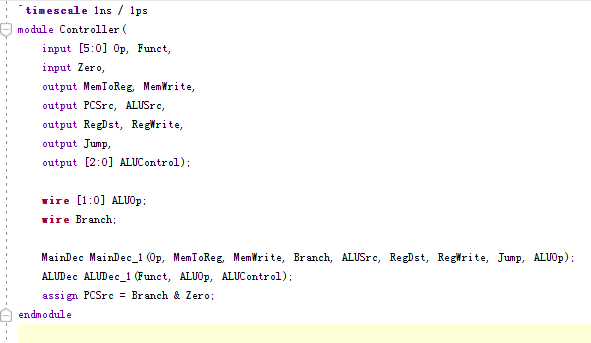 `timescale 1ns / 1ps
module Controller(
    input [5:0] Op, Funct,
    input Zero,
    output MemToReg, MemWrite,
    output PCSrc, ALUSrc,
    output RegDst, RegWrite,
    output Jump,
    output [2:0] ALUControl);

    wire [1:0] ALUOp;
    wire Branch;

    MainDec MainDec_1(Op, MemToReg, MemWrite, Branch, ALUSrc, RegDst, RegWrite, Jump, ALUOp);
    ALUDec ALUDec_1(Funct, ALUOp, ALUControl);
    assign PCSrc = Branch & Zero;
endmodule